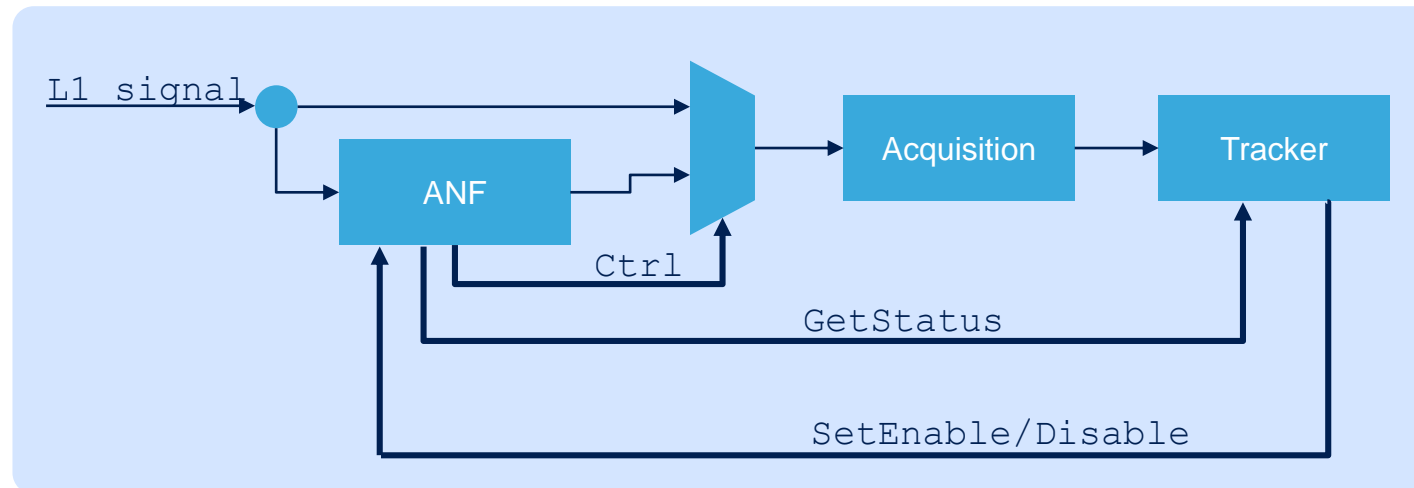 L1 signal
ANF
Acquisition
Tracker
Ctrl
GetStatus
SetEnable/Disable